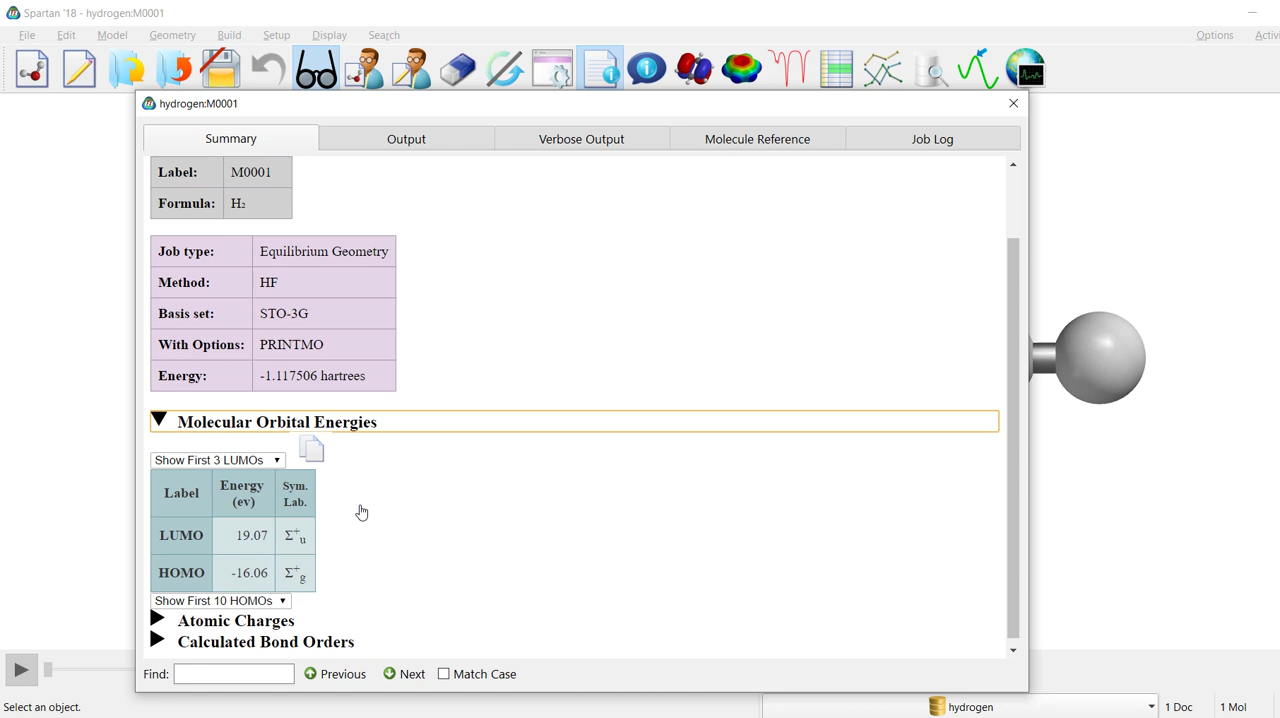 Spartan '18 - hydrogen:M0001
File Edit Model Geometry Build Setup Display Search Options Activi
hydrogen:M0001
Summary Output Verbose Output Molecule Reference Job Log
Label: M0001
Formula: H₂
Job type: Equilibrium Geometry
Method: HF
Basis set: STO-3G
With Options: PRINTMO
Energy: -1.117506 hartrees
Molecular Orbital Energies
Show First 3 LUMOs
Label Energy (ev) Sym. Lab.
LUMO 19.07 Σ⁺u
HOMO -16.06 Σ⁺g
Show First 10 HOMOs
Atomic Charges
Calculated Bond Orders
Find: Previous Next Match Case
Select an object. hydrogen 1 Doc 1 Mol